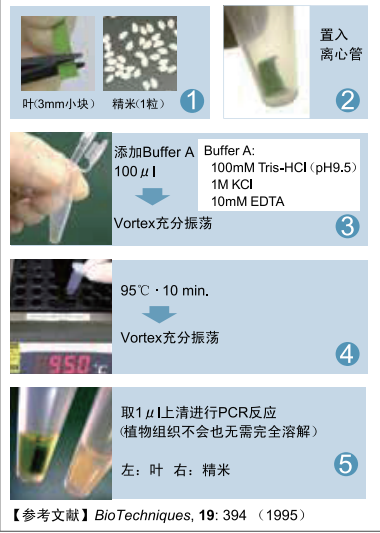 叶(3mm小块) 精米(1粒) 1
置入
离心管
2
添加Buffer A
100μl
Vortex充分振荡
Buffer A:
100mM Tris-HCl(pH9.5)
1M KCl
10mM EDTA
3
95℃·10 min.
Vortex充分振荡
950 ℃
4
取1μl上清进行PCR反应
(植物组织不会也无需完全溶解)
左：叶 右：精米
5
【参考文献】BioTechniques, 19: 394 (1995)